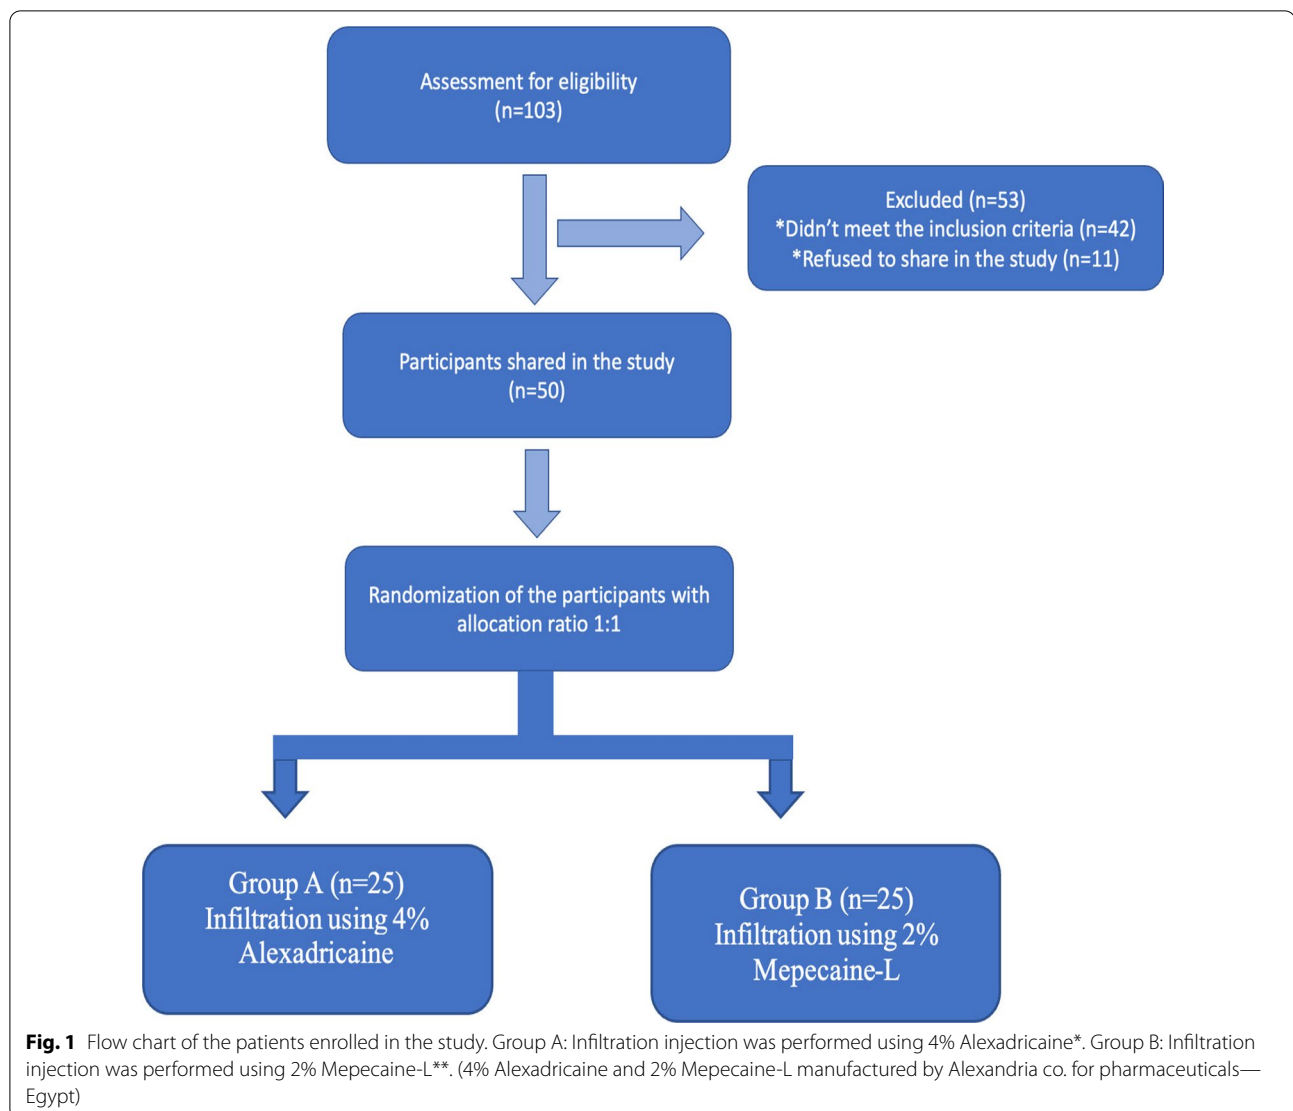 Assessment for eligibility
(n=103)
Excluded (n=53)
*Didn’t meet the inclusion criteria (n=42)
*Refused to share in the study (n=11)
Participants shared in the study
(n=50)
Randomization of the participants with
allocation ratio 1:1
Group A (n=25)
Infiltration using 4%
Alexadricaine
Group B (n=25)
Infiltration using 2%
Mepecaine-L
Fig. 1 Flow chart of the patients enrolled in the study. Group A: Infiltration injection was performed using 4% Alexadricaine*. Group B: Infiltration
injection was performed using 2% Mepecaine-L**. (4% Alexadricaine and 2% Mepecaine-L manufactured by Alexandria co. for pharmaceuticals—
Egypt)